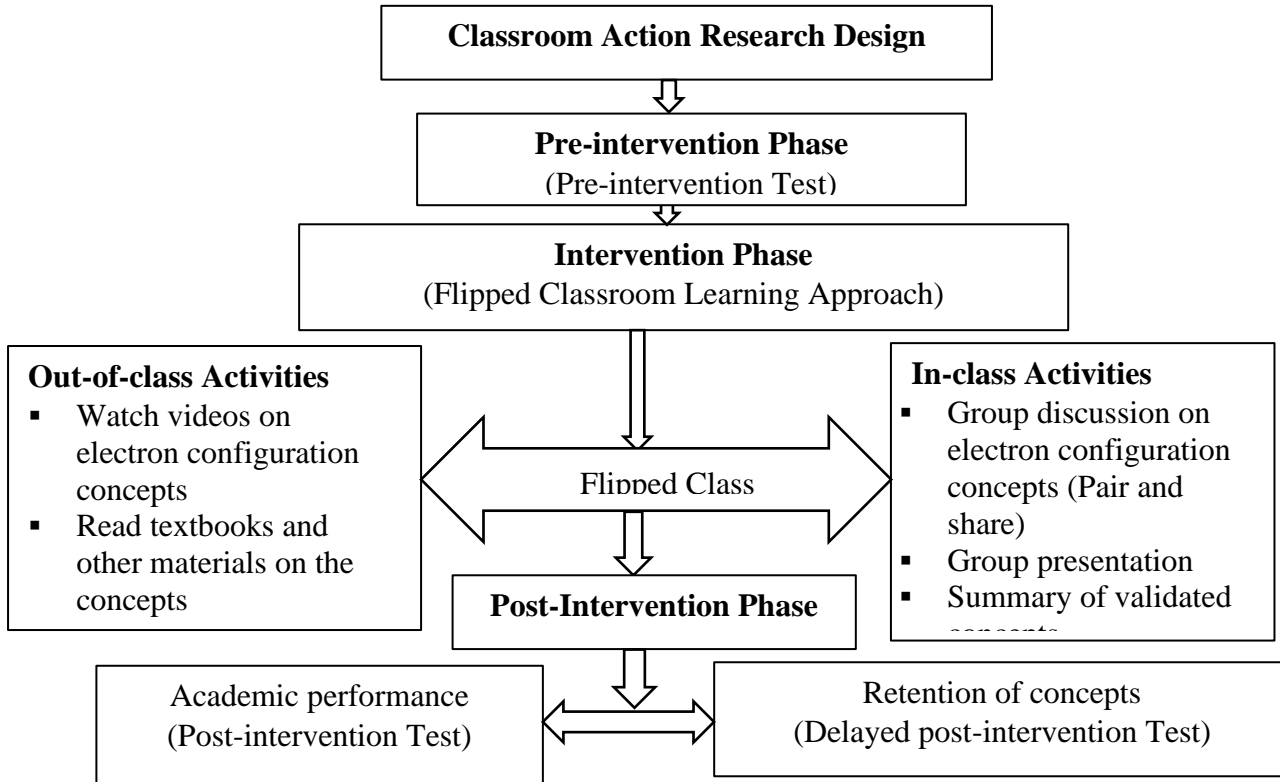 Classroom Action Research Design
Pre-intervention Phase
(Pre-intervention Test)
Intervention Phase
(Flipped Classroom Learning Approach)
Out-of-class Activities
▪ Watch videos on
electron configuration
concepts
▪ Read textbooks and
other materials on the
concepts
Flipped Class
In-class Activities
▪ Group discussion on
electron configuration
concepts (Pair and
share)
▪ Group presentation
▪ Summary of validated
Post-Intervention Phase
Academic performance
(Post-intervention Test)
Retention of concepts
(Delayed post-intervention Test)